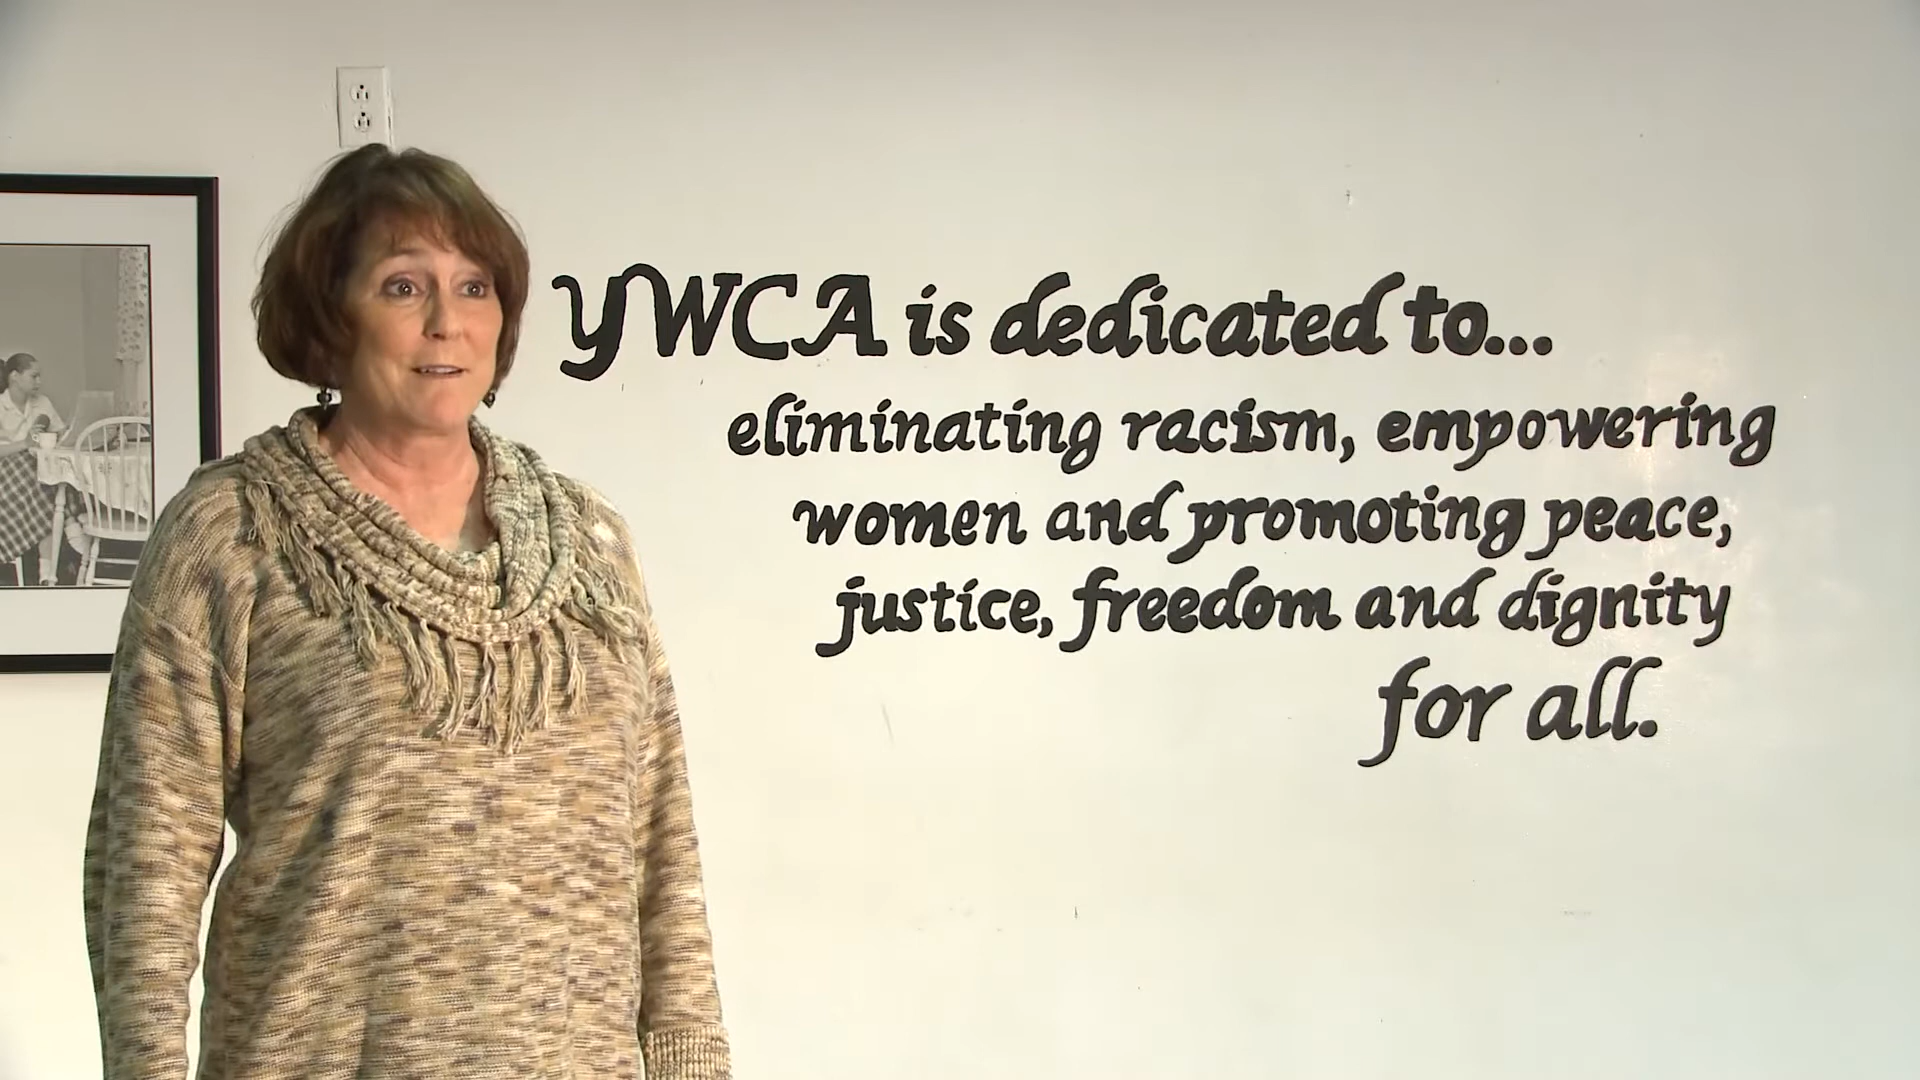 YWCA is dedicated to...
eliminating racism, empowering
women and promoting peace,
justice, freedom and dignity
for all.